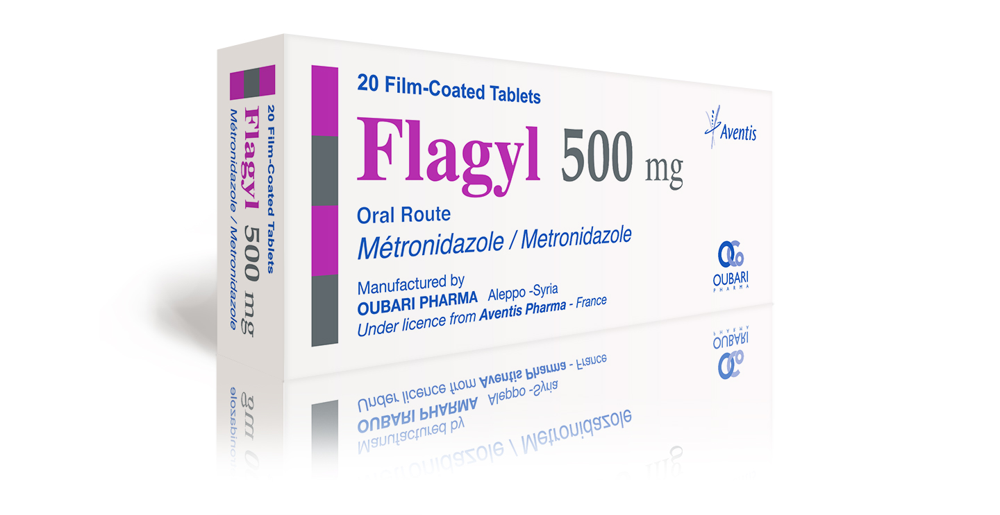 20 Film-Coated Tablets
Flagyl 500 mg
Métronidazole / Metronidazole
20 Film-Coated Tablets
Flagyl 500 mg
Oral Route
Métronidazole / Metronidazole
Manufactured by
OUBARI PHARMA Aleppo -Syria
Under licence from Aventis Pharma - France
Aventis
OUBARI
PHARMA